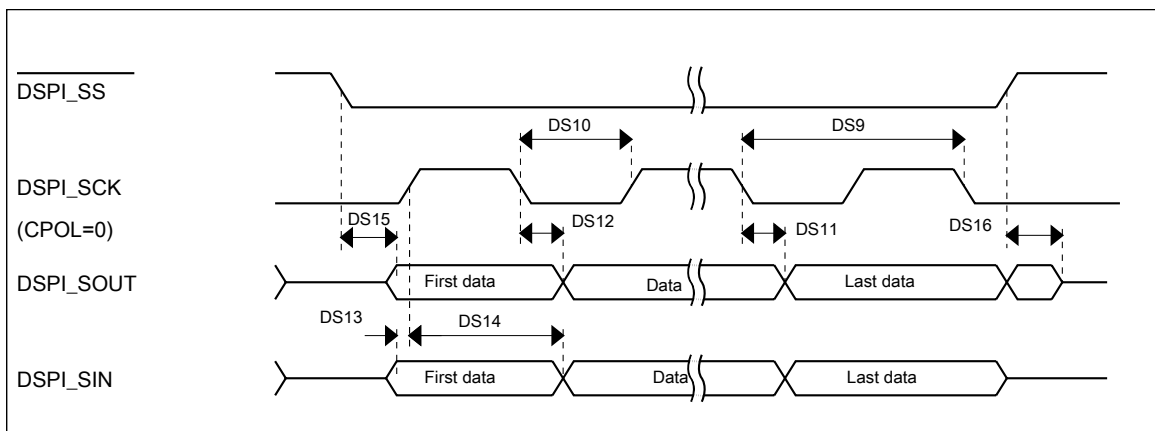 DSPI_SS
DS10
DS9
DSPI_SCK
(CPOL=0)
DS15
DS12
DS11
DS16
DSPI_SOUT
First data
Data
Last data
DS13
DS14
DSPI_SIN
First data
Data
Last data